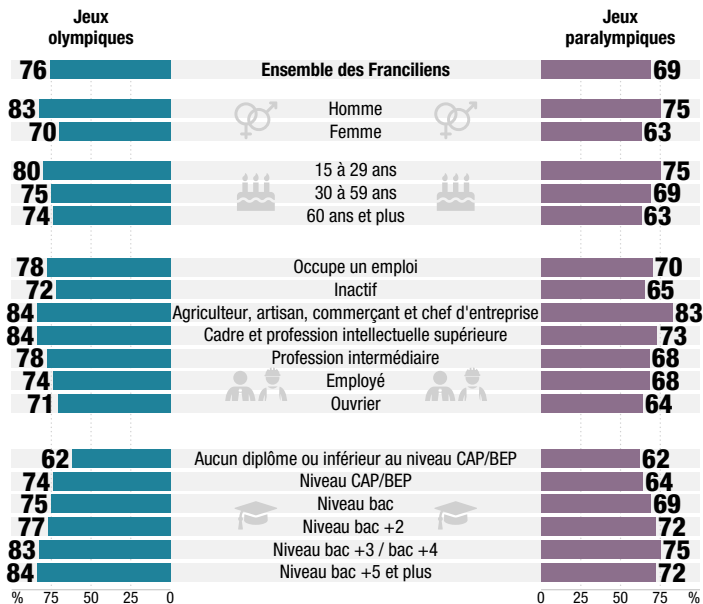 Jeux
olympiques
Jeux
paralympiques
76 Ensemble des Franciliens 69
83 Homme 75
70 Femme 63
80 15 à 29 ans 75
75 30 à 59 ans 69
74 60 ans et plus 63
78 Occupe un emploi 70
72 Inactif 65
84 Agriculteur, artisan, commerçant et chef d'entreprise 83
84 Cadre et profession intellectuelle supérieure 73
78 Profession intermédiaire 68
74 Employé 68
71 Ouvrier 64
62 Aucun diplôme ou inférieur au niveau CAP/BEP 62
74 Niveau CAP/BEP 64
75 Niveau bac 69
77 Niveau bac +2 72
83 Niveau bac +3 / bac +4 75
84 Niveau bac +5 et plus 72
% 75 50 25 0 0 25 50 75 %